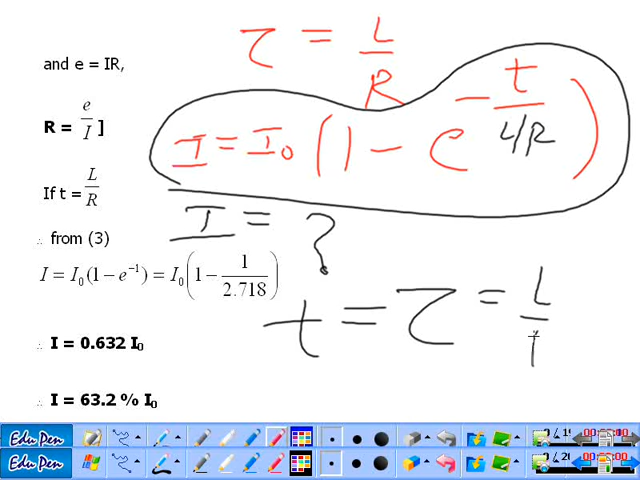 τ = L/R
and e = IR,
R = e/I ]
I = I₀ (1 − e^(−t/(L/R)))
If t = L/R
I = ?
∴ from (3)
I = I₀(1 − e⁻¹) = I₀(1 − 1/2.718)
t = τ = L/
∴ I = 0.632 I₀
∴ I = 63.2 % I₀
Edu Pen
Edu Pen